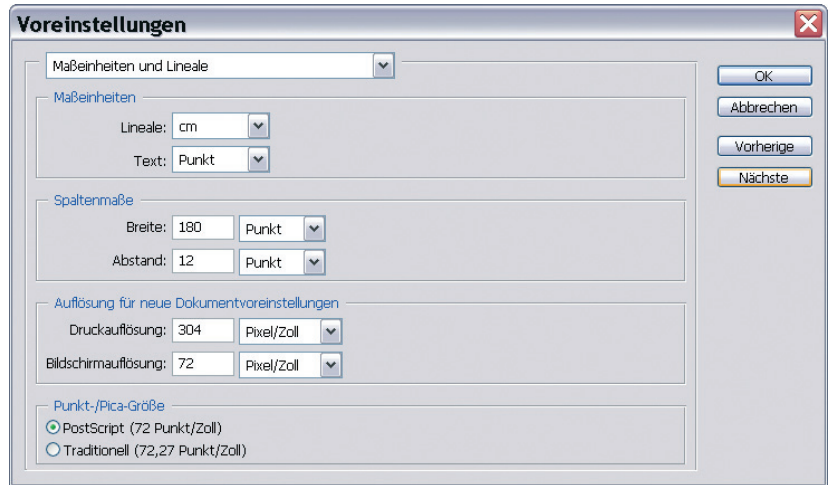 Voreinstellungen
Maßeinheiten und Lineale
OK
Abbrechen
Vorherige
Nächste
Maßeinheiten
Lineale: cm
Text: Punkt
Spaltenmaße
Breite: 180 Punkt
Abstand: 12 Punkt
Auflösung für neue Dokumentvoreinstellungen
Druckauflösung: 304 Pixel/Zoll
Bildschirmauflösung: 72 Pixel/Zoll
Punkt-/Pica-Größe
PostScript (72 Punkt/Zoll)
Traditionell (72,27 Punkt/Zoll)